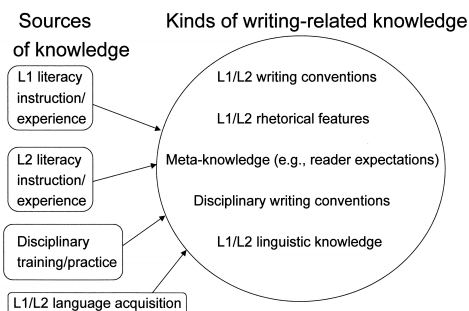 Sources
of knowledge
Kinds of writing-related knowledge
L1 literacy
instruction/
experience
L2 literacy
instruction/
experience
Disciplinary
training/practice
L1/L2 language acquisition
L1/L2 writing conventions
L1/L2 rhetorical features
Meta-knowledge (e.g., reader expectations)
Disciplinary writing conventions
L1/L2 linguistic knowledge